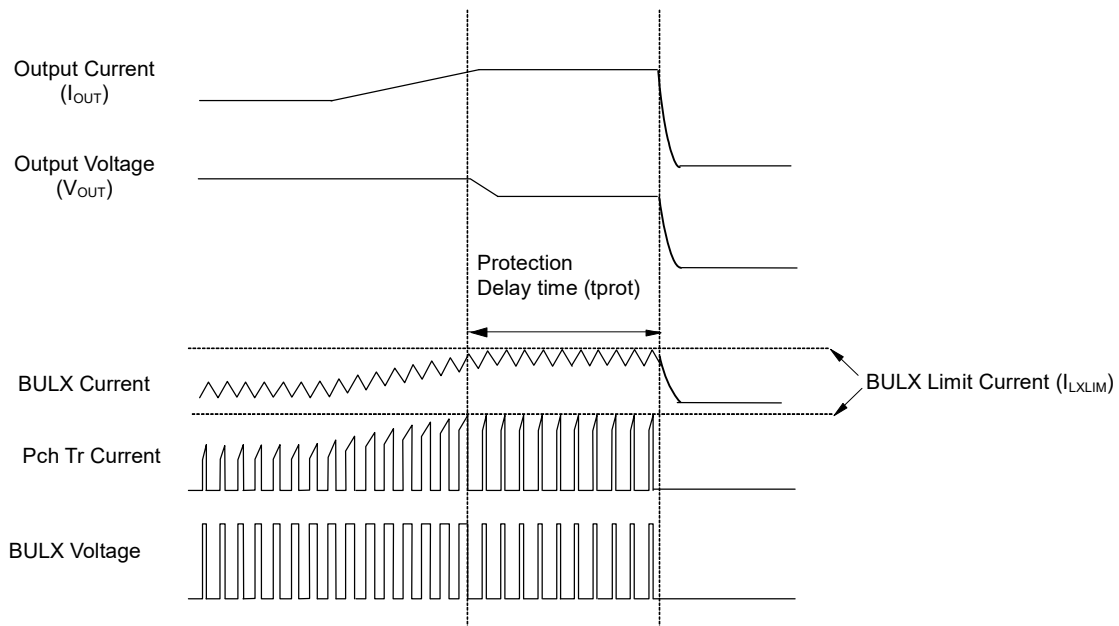 Output Current
(IOUT)
Output Voltage
(VOUT)
Protection
Delay time (tprot)
BULX Current
BULX Limit Current (ILXLIM)
Pch Tr Current
BULX Voltage